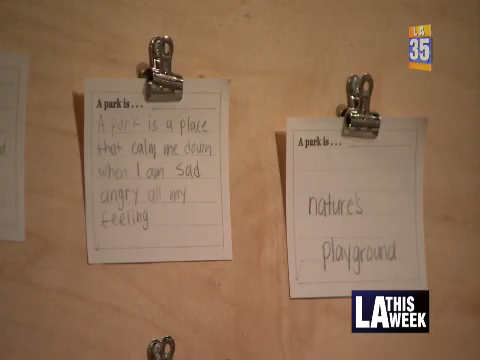 LA
35
A park is . . .
A park is a place
that calm me down
when I am sad
angry all my
feeling
A park is . . .
nature's
playground
LA THIS
WEEK